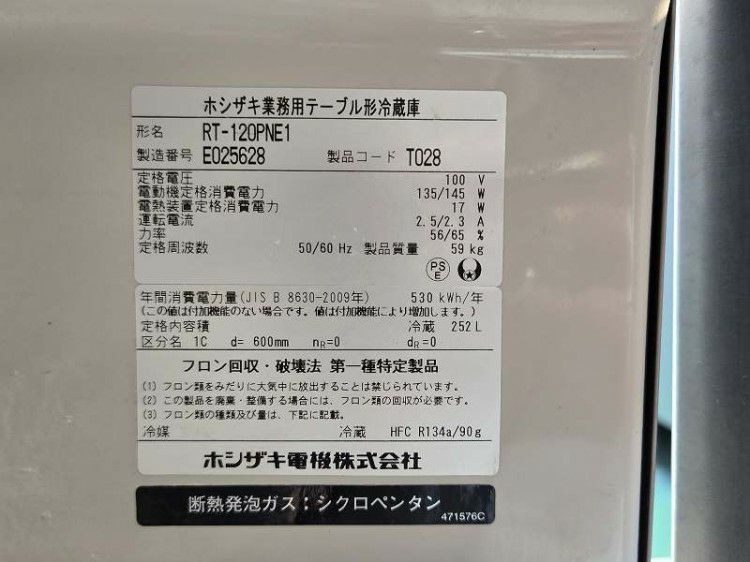 ホシザキ業務用テーブル形冷蔵庫
形名 RT-120PNE1
製造番号 E025628 製品コード T028
定格電圧 100 V
電動機定格消費電力 135/145 W
電熱装置定格消費電力 17 W
運転電流 2.5/2.3 A
力率 56/65 %
定格周波数 50/60 Hz 製品質量 59 kg
PS
E
年間消費電力量(JIS B 8630-2009年) 530 kWh/年
(この値は付加機能のない場合です。値は付加機能により増加します。)
定格内容積 冷蔵 252L
区分名 1C d= 600mm nR=0 dR=0
フロン回収・破壊法 第一種特定製品
(1) フロン類をみだりに大気中に放出することは禁じられています。
(2) この製品を廃棄・整備する場合には、フロン類の回収が必要です。
(3) フロン類の種類及び量は、下記に記載。
冷媒 冷蔵 HFC R134a/90g
ホシザキ電機株式会社
断熱発泡ガス:シクロペンタン
471576C